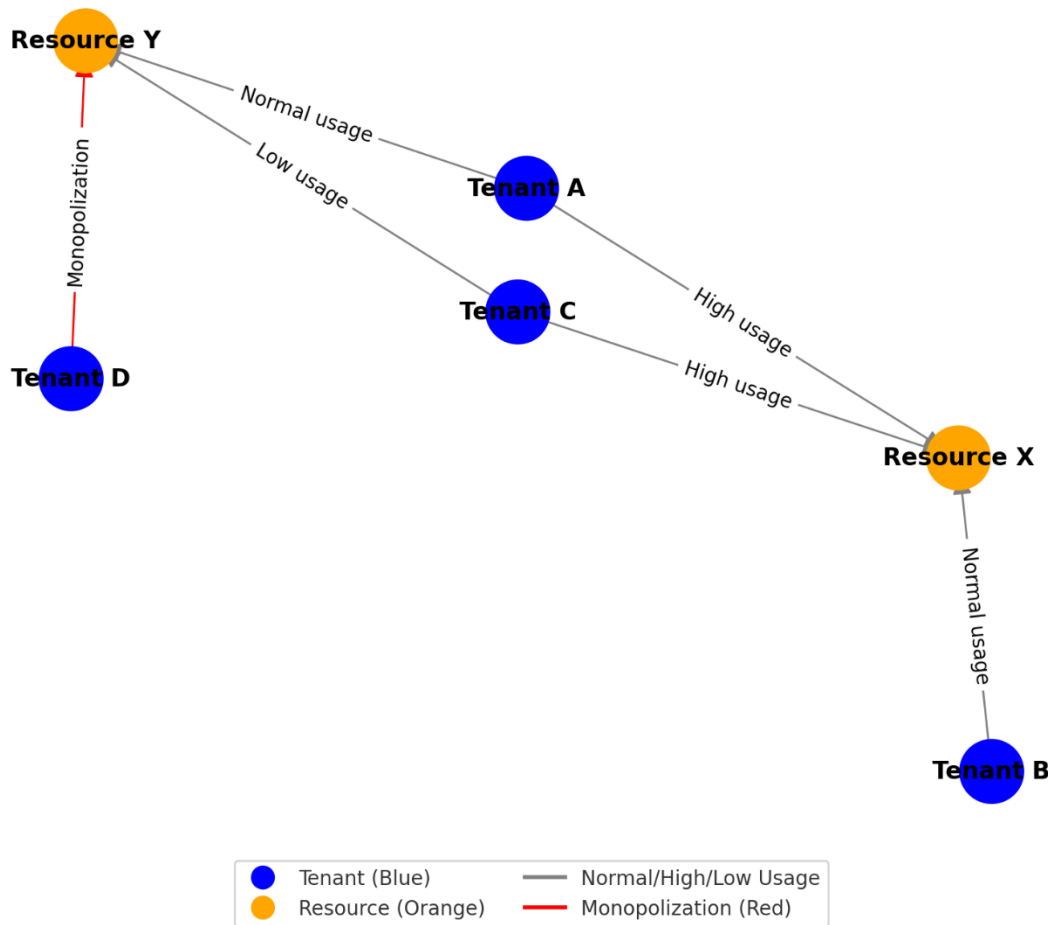 Resource Y
Normal usage
Low usage
Monopolization
Tenant A
Tenant C
High usage
High usage
Tenant D
Resource X
Normal usage
Tenant B
Tenant (Blue)
Resource (Orange)
Normal/High/Low Usage
Monopolization (Red)